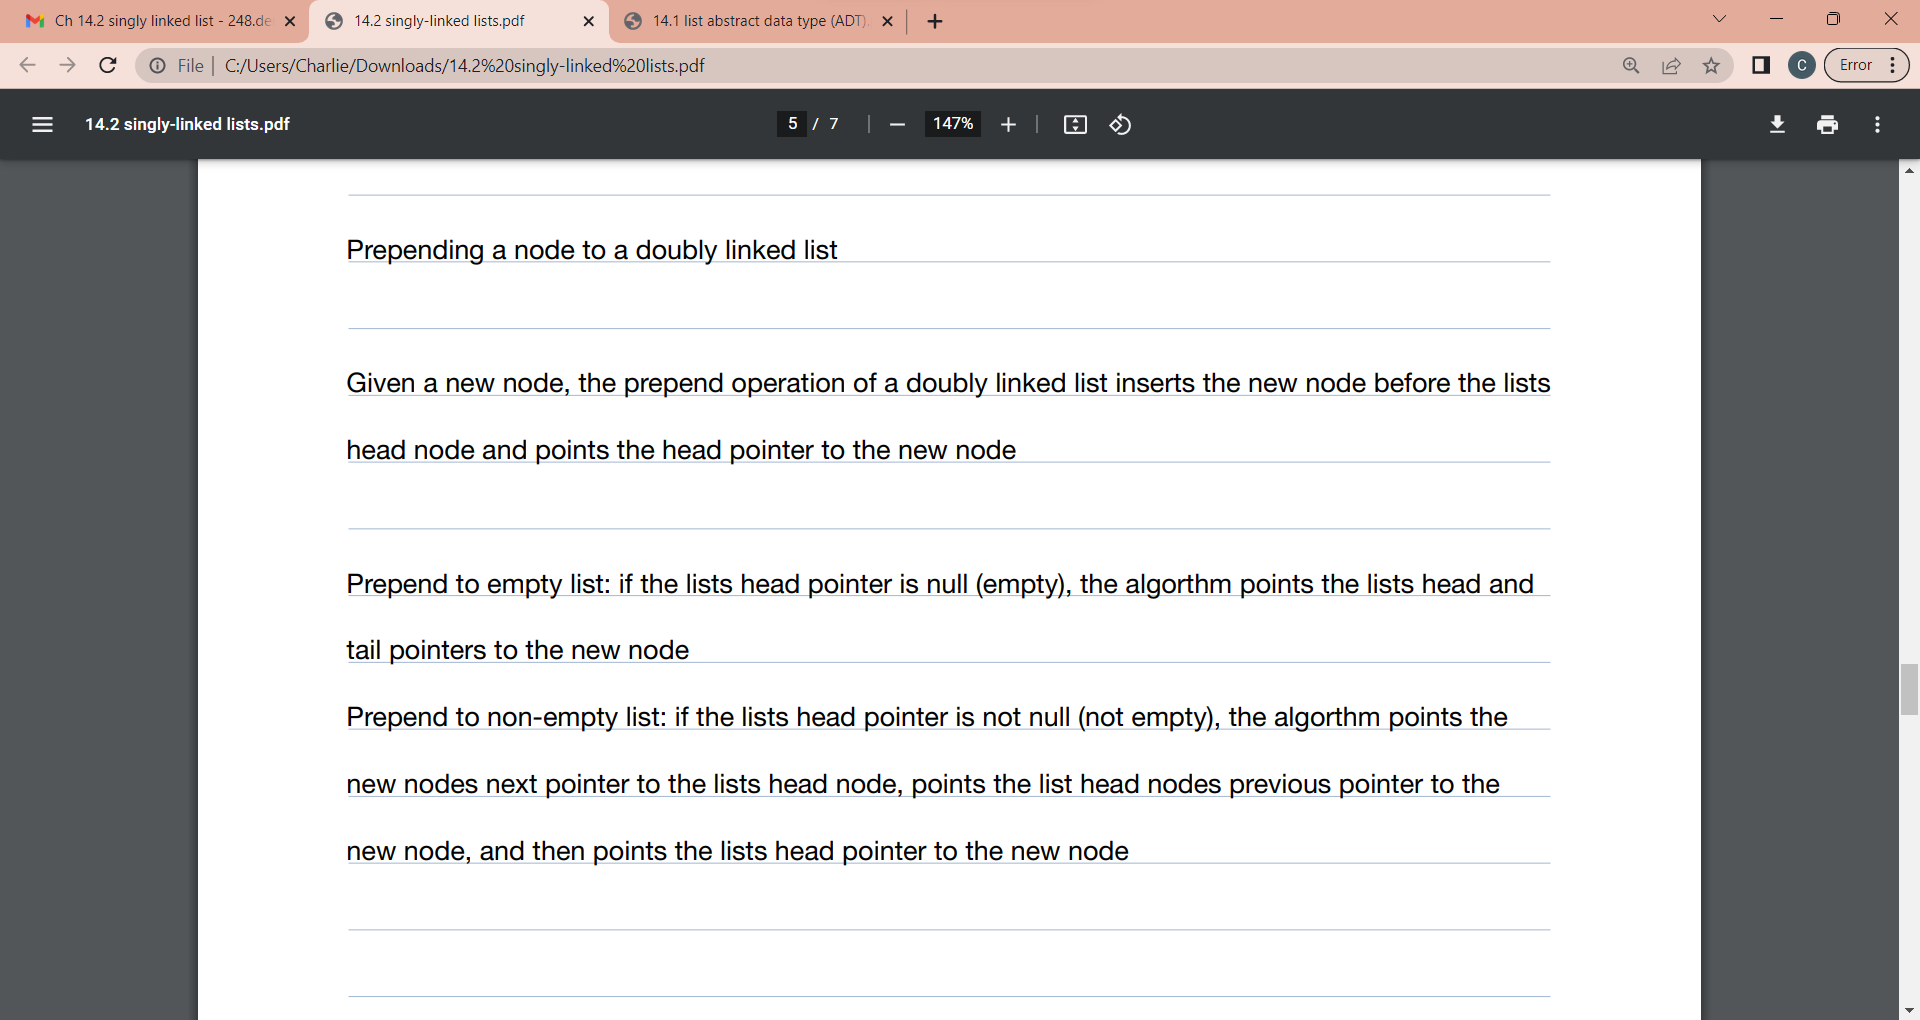 Ch 14.2 singly linked list - 248.de
14.2 singly-linked lists.pdf
14.1 list abstract data type (ADT)
File
C:/Users/Charlie/Downloads/14.2%20singly-linked%20lists.pdf
C
Error
14.2 singly-linked lists.pdf
5 / 7
147%
Prepending a node to a doubly linked list
Given a new node, the prepend operation of a doubly linked list inserts the new node before the lists
head node and points the head pointer to the new node
Prepend to empty list: if the lists head pointer is null (empty), the algorthm points the lists head and
tail pointers to the new node
Prepend to non-empty list: if the lists head pointer is not null (not empty), the algorthm points the
new nodes next pointer to the lists head node, points the list head nodes previous pointer to the
new node, and then points the lists head pointer to the new node